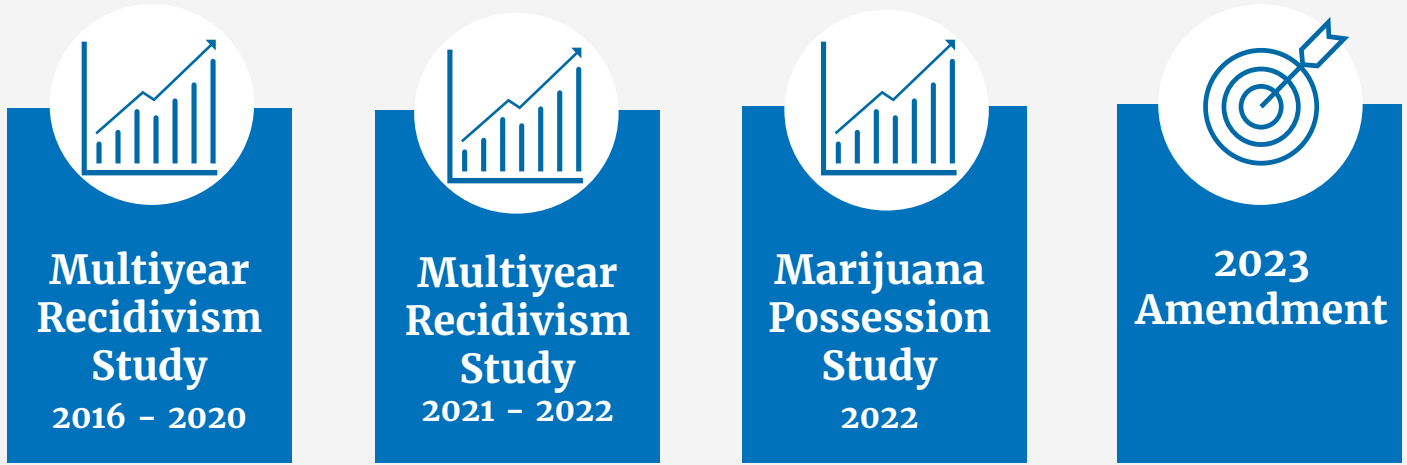 Multiyear
Recidivism
Study
2016 - 2020
Multiyear
Recidivism
Study
2021 - 2022
Marijuana
Possession
Study
2022
2023
Amendment